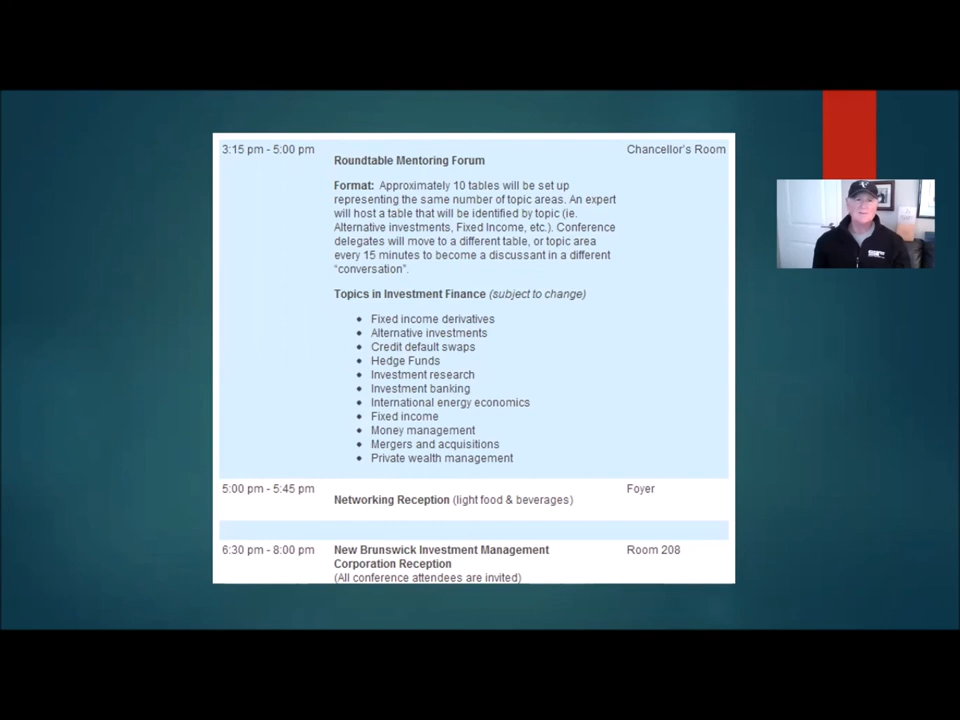 3:15 pm - 5:00 pm
Roundtable Mentoring Forum
Chancellor's Room
Format: Approximately 10 tables will be set up
representing the same number of topic areas. An expert
will host a table that will be identified by topic (ie.
Alternative investments, Fixed Income, etc.). Conference
delegates will move to a different table, or topic area
every 15 minutes to become a discussant in a different
“conversation”.
Topics in Investment Finance (subject to change)
• Fixed income derivatives
• Alternative investments
• Credit default swaps
• Hedge Funds
• Investment research
• Investment banking
• International energy economics
• Fixed income
• Money management
• Mergers and acquisitions
• Private wealth management
5:00 pm - 5:45 pm
Networking Reception (light food & beverages)
Foyer
6:30 pm - 8:00 pm
New Brunswick Investment Management
Corporation Reception
(All conference attendees are invited)
Room 208